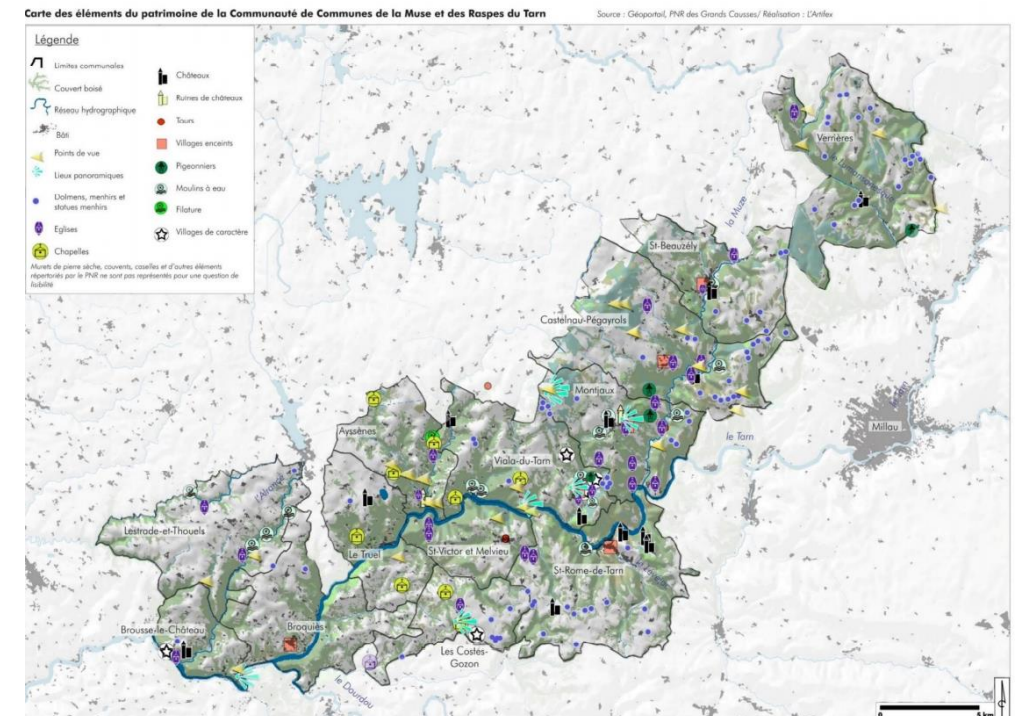 Carte des éléments du patrimoine de la Communauté de Communes de la Muse et des Raspes du Tarn
Source : Géoportail, PNR des Grands Causses/ Réalisation : L'Artifex
Légende
Limites communales
Couvert boisé
Réseau hydrographique
Bâti
Points de vue
Lieux panoramiques
Dolmens, menhirs et
statues menhirs
Eglises
Chapelles
Châteaux
Ruines de châteaux
Tours
Villages enceints
Pigeonniers
Moulins à eau
Filature
Villages de caractère
Murets de pierre sèche, couvents, caselles et d'autres éléments
répertoriés par le PNR ne sont pas représentés pour une question de
lisibilité
Verrières
la Muze
St-Beauzély
Castelnau-Pégayrols
Montjaux
Millau
le Tarn
Ayssènes
Viala-du-Tarn
Lestrade-et-Thouels
Le Truel
St-Victor et Melvieu
St-Rome-de-Tarn
Brousse-le-Château
Broquiès
Les Costes-
Gozon
le Dourdou
0
5 km